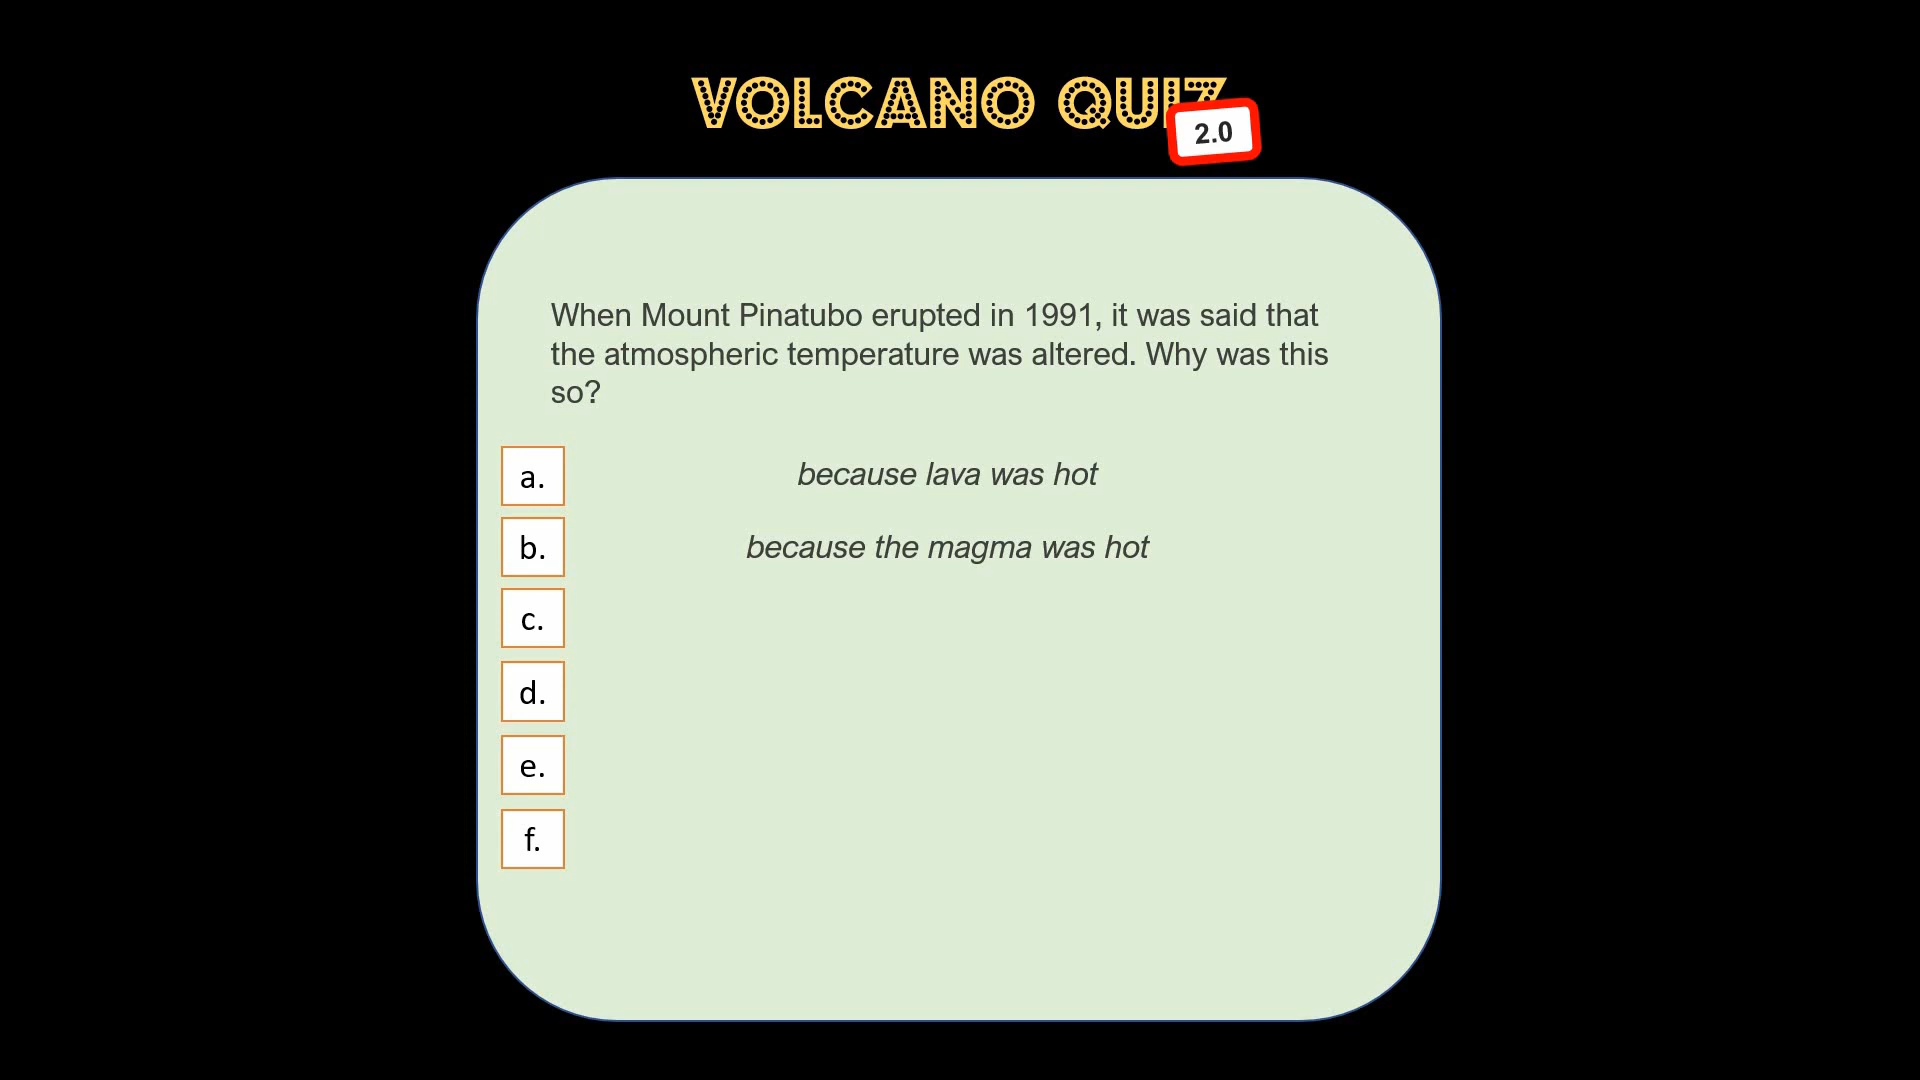 VOLCANO QUIZ
2.0
When Mount Pinatubo erupted in 1991, it was said that
the atmospheric temperature was altered. Why was this
so?
a. because lava was hot
b. because the magma was hot
c.
d.
e.
f.